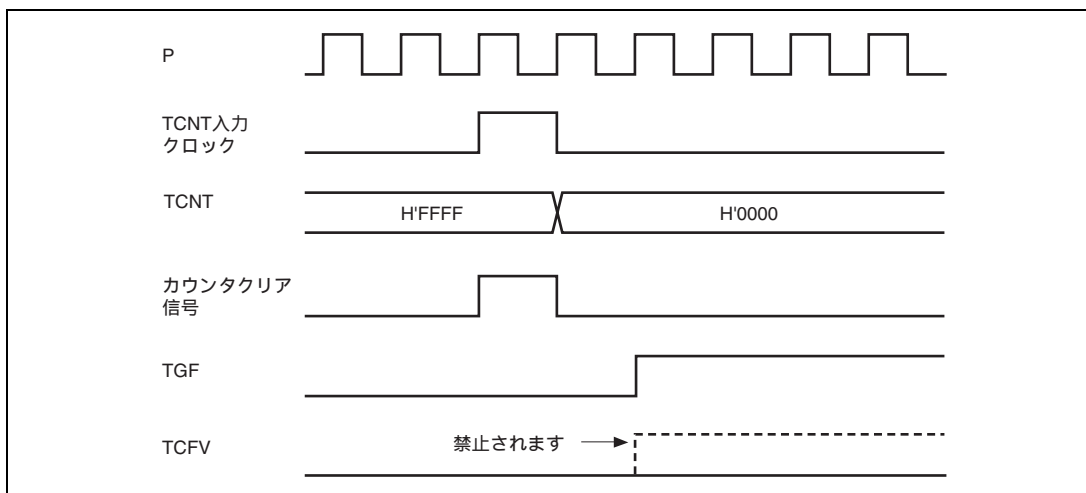 P
TCNT入力
クロック
TCNT
H'FFFF
H'0000
カウンタクリア
信号
TGF
TCFV
禁止されます